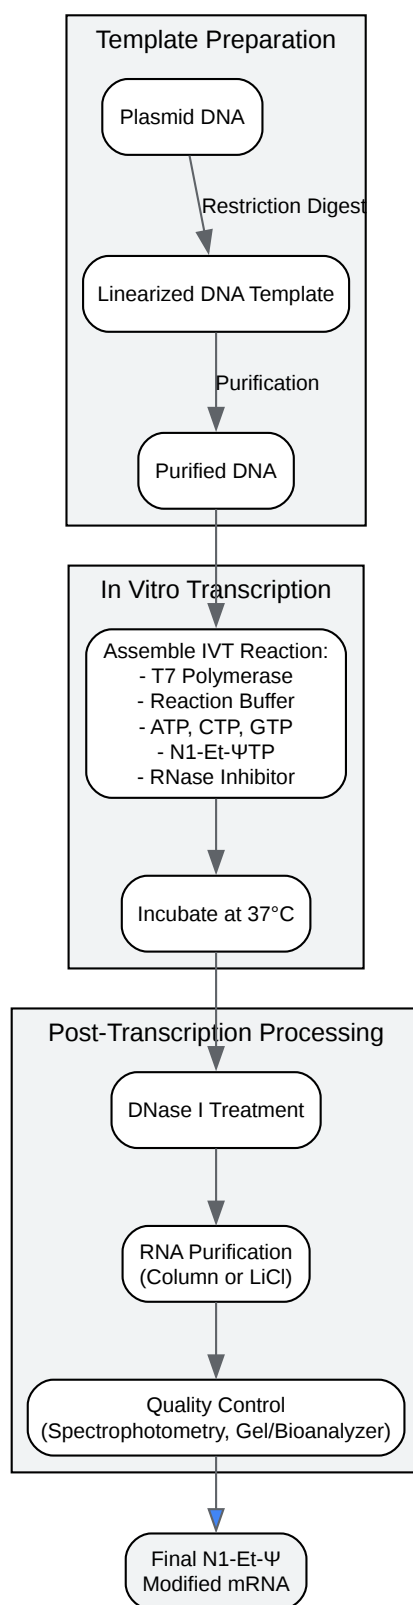 Template Preparation
Plasmid DNA
Restriction Digest
Linearized DNA Template
Purification
Purified DNA
In Vitro Transcription
Assemble IVT Reaction:
- T7 Polymerase
- Reaction Buffer
- ATP, CTP, GTP
- N1-Et-ΨTP
- RNase Inhibitor
Incubate at 37°C
Post-Transcription Processing
DNase I Treatment
RNA Purification
(Column or LiCl)
Quality Control
(Spectrophotometry, Gel/Bioanalyzer)
Final N1-Et-Ψ
Modified mRNA